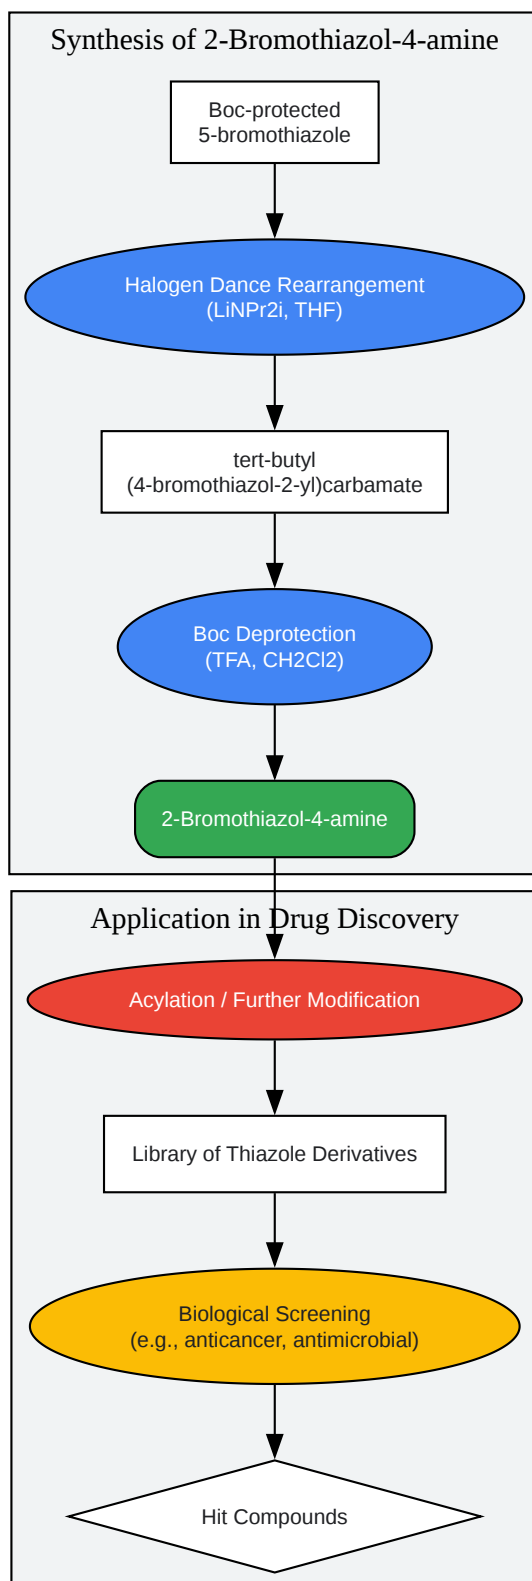 Synthesis of 2-Bromothiazol-4-amine
Boc-protected
5-bromothiazole
Halogen Dance Rearrangement
(LiNPr2i, THF)
tert-butyl
(4-bromothiazol-2-yl)carbamate
Boc Deprotection
(TFA, CH2Cl2)
2-Bromothiazol-4-amine
Application in Drug Discovery
Acylation / Further Modification
Library of Thiazole Derivatives
Biological Screening
(e.g., anticancer, antimicrobial)
Hit Compounds